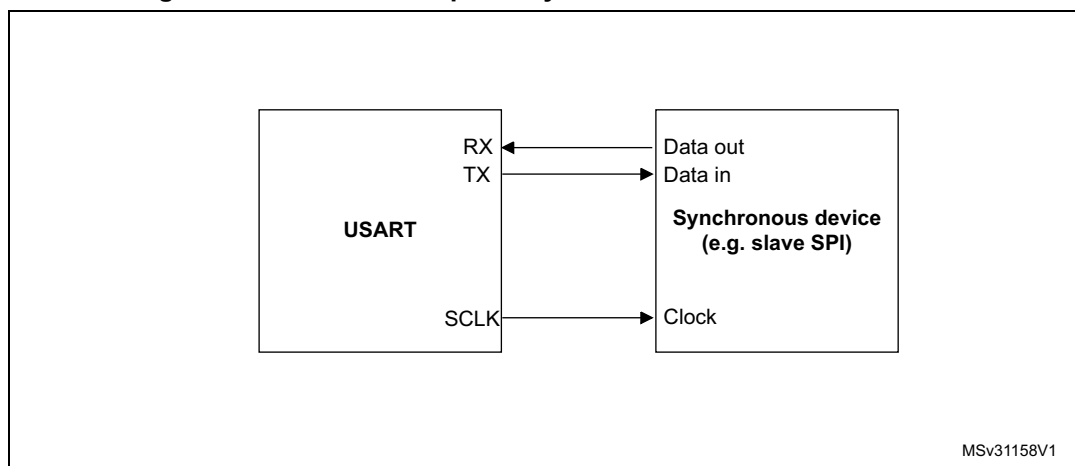 RX
Data out
TX
Data in
USART
Synchronous device
(e.g. slave SPI)
SCLK
Clock
MSv31158V1